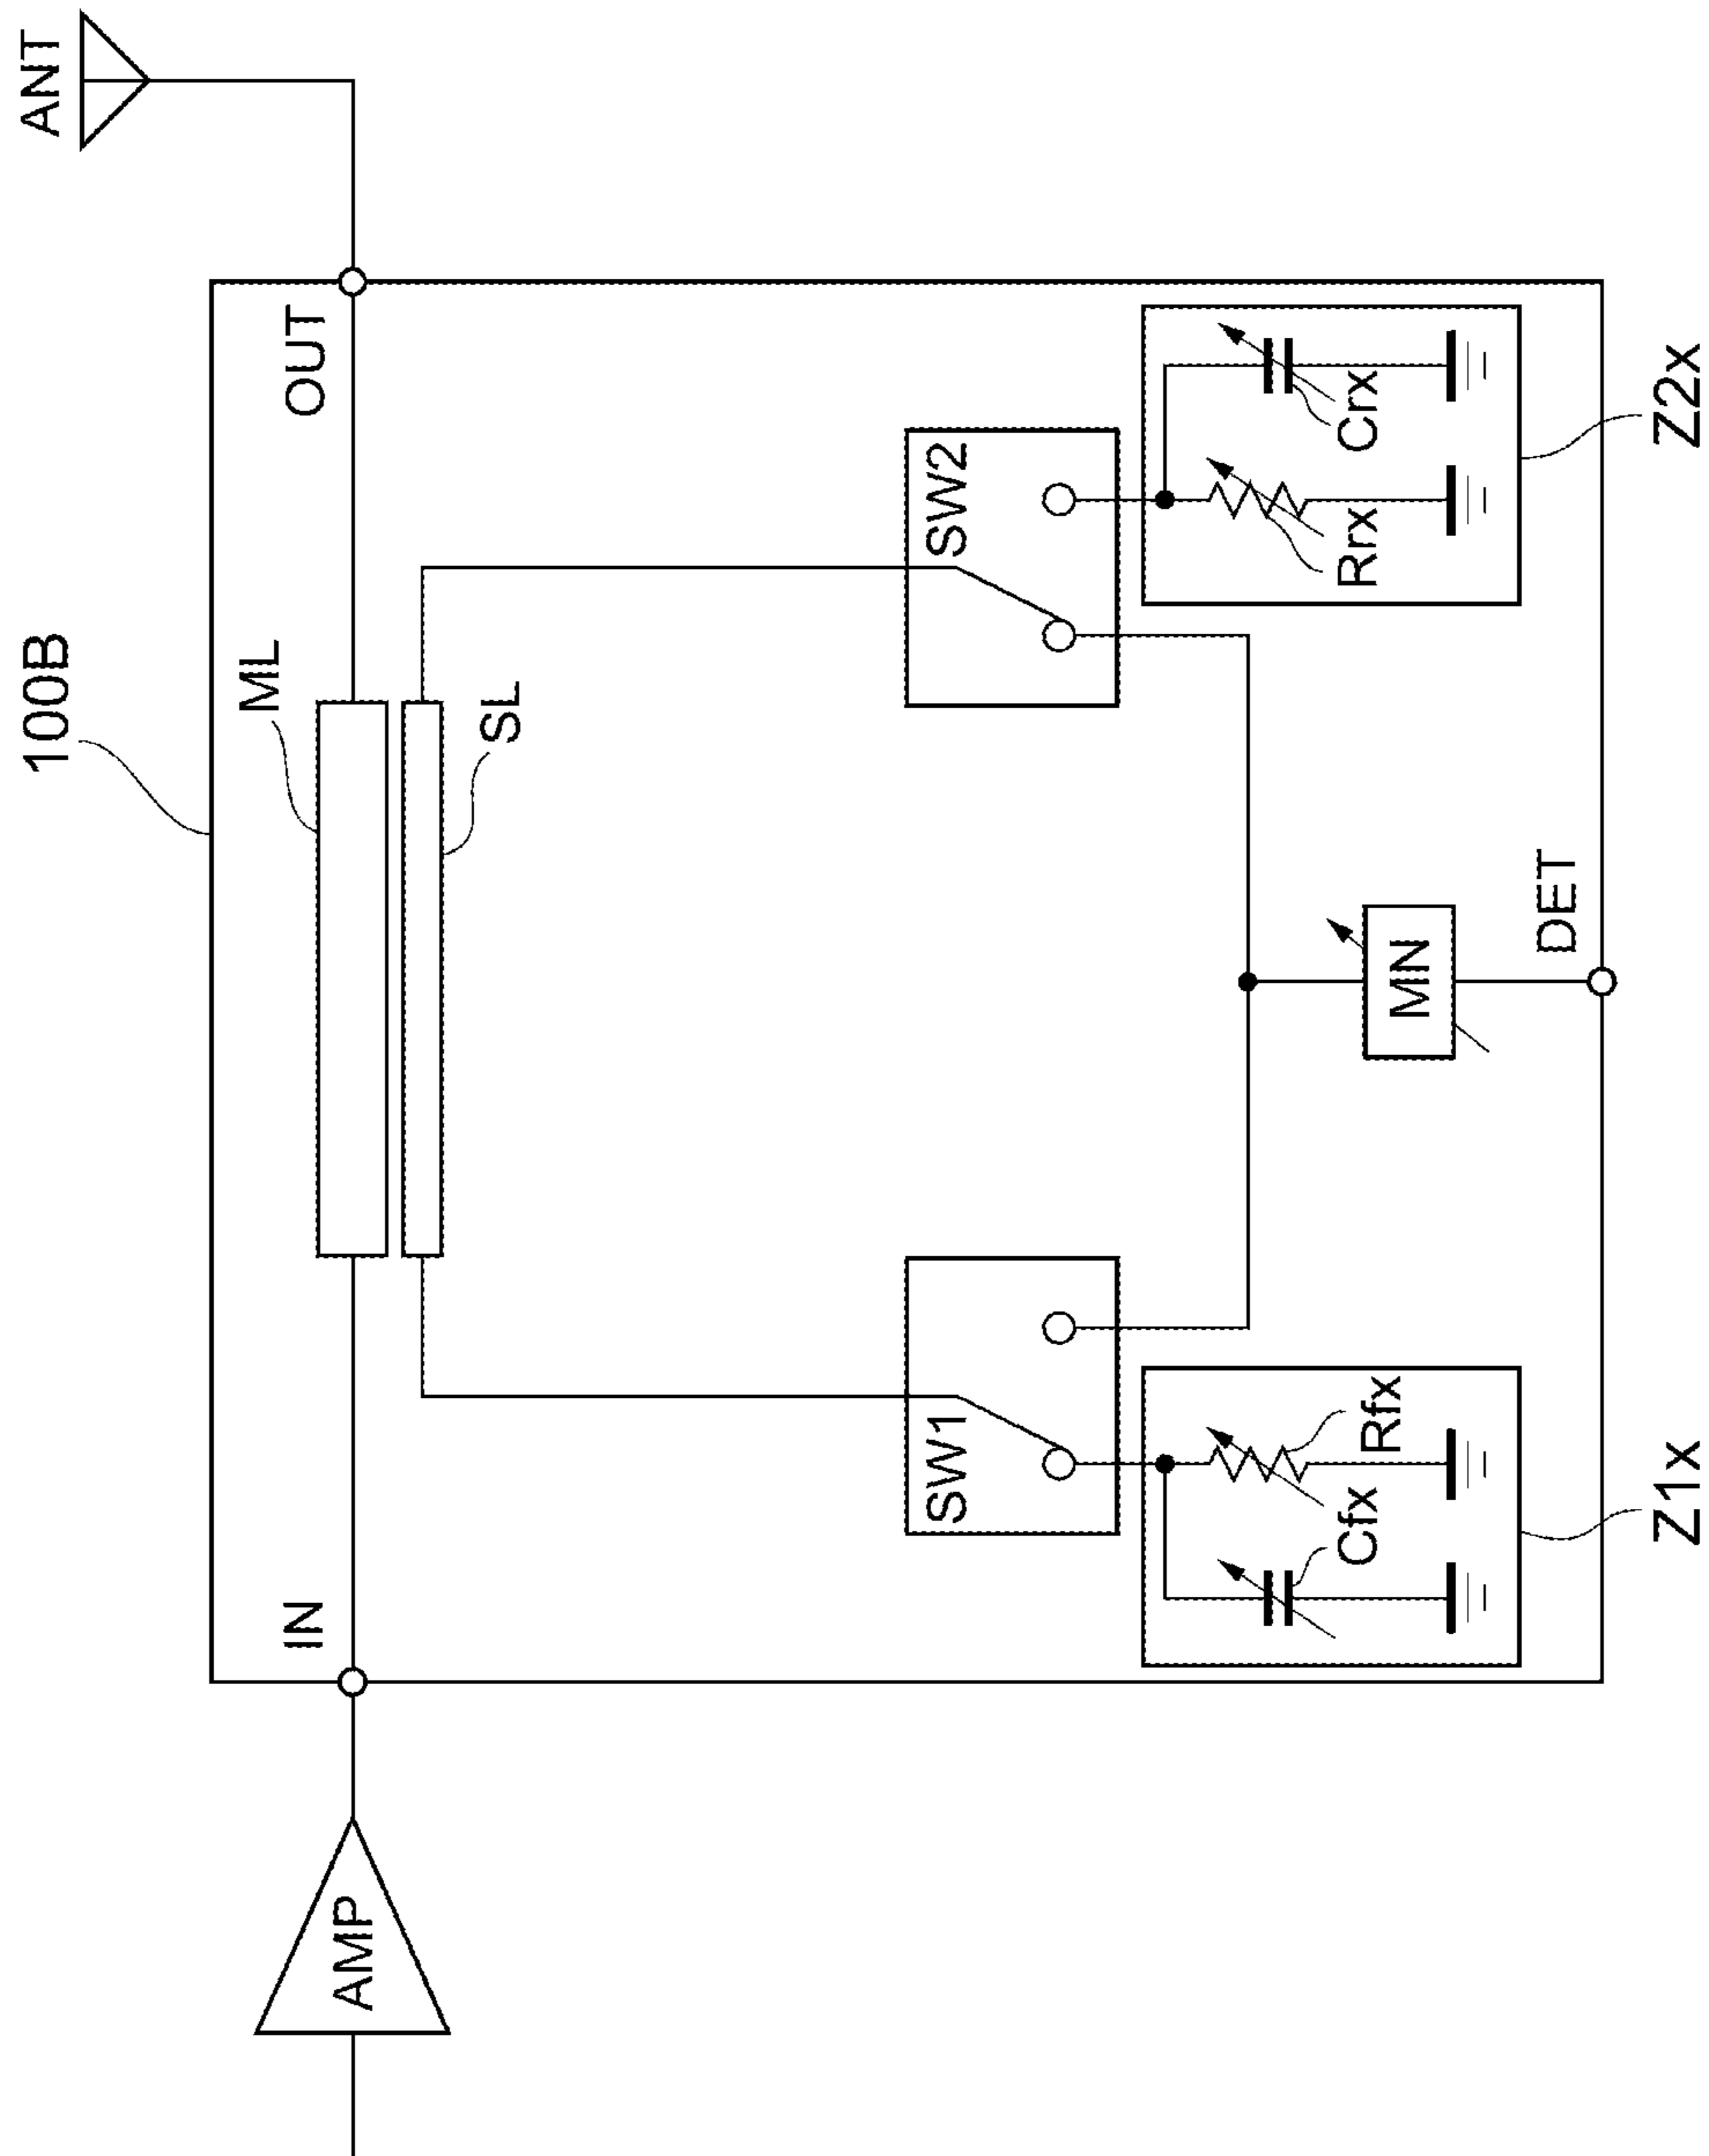 100B
ANT
AMP
IN
OUT
ML
SL
SW1
SW2
Cfx
Rfx
Rrx
Crx
MN
DET
Z1x
Z2x